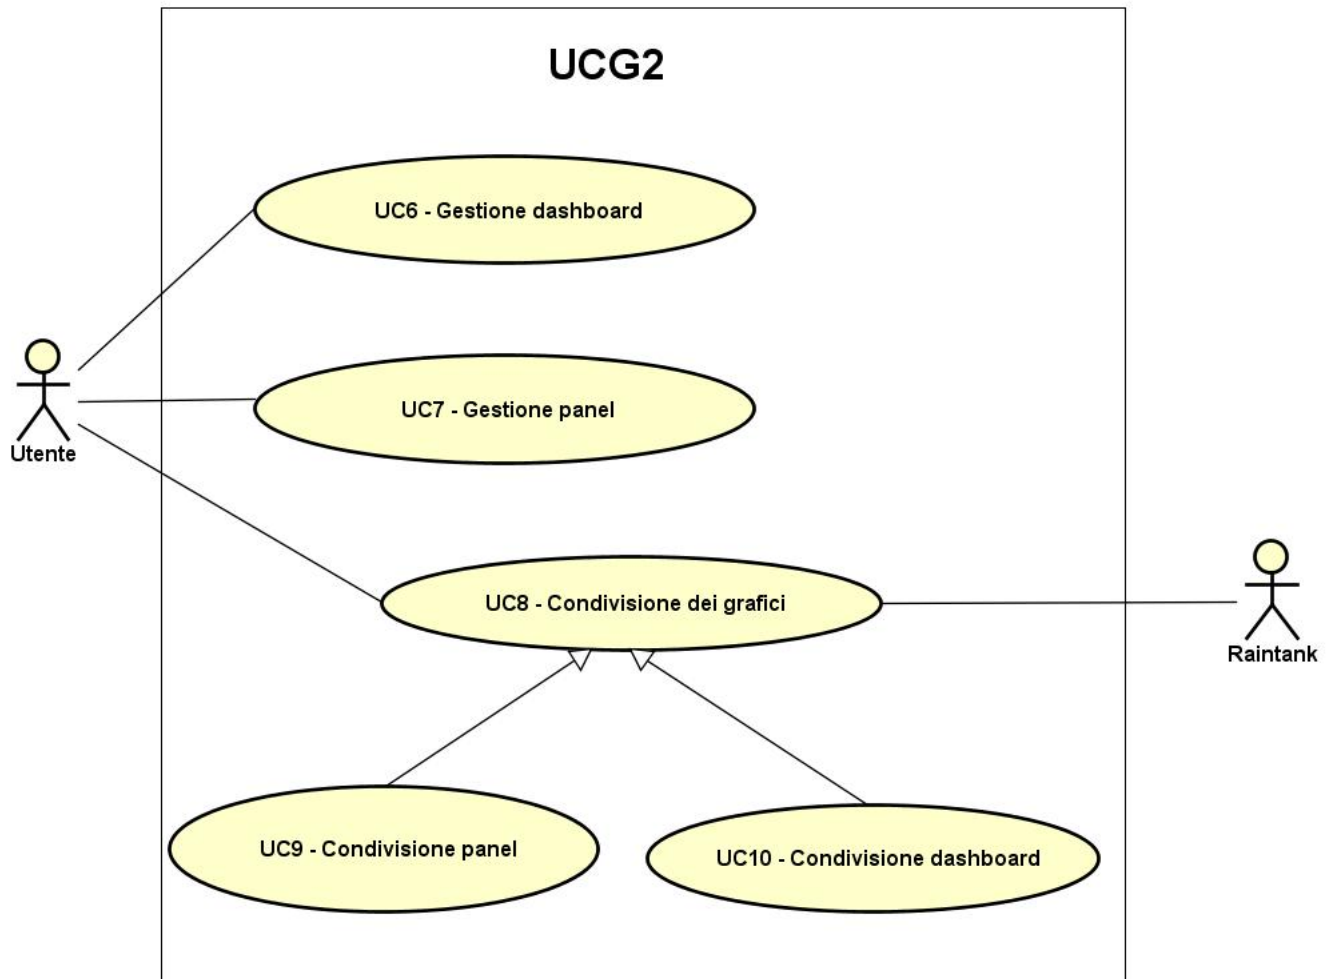 UCG2
UC6 - Gestione dashboard
UC7 - Gestione panel
Utente
UC8 - Condivisione dei grafici
Raintank
UC9 - Condivisione panel
UC10 - Condivisione dashboard